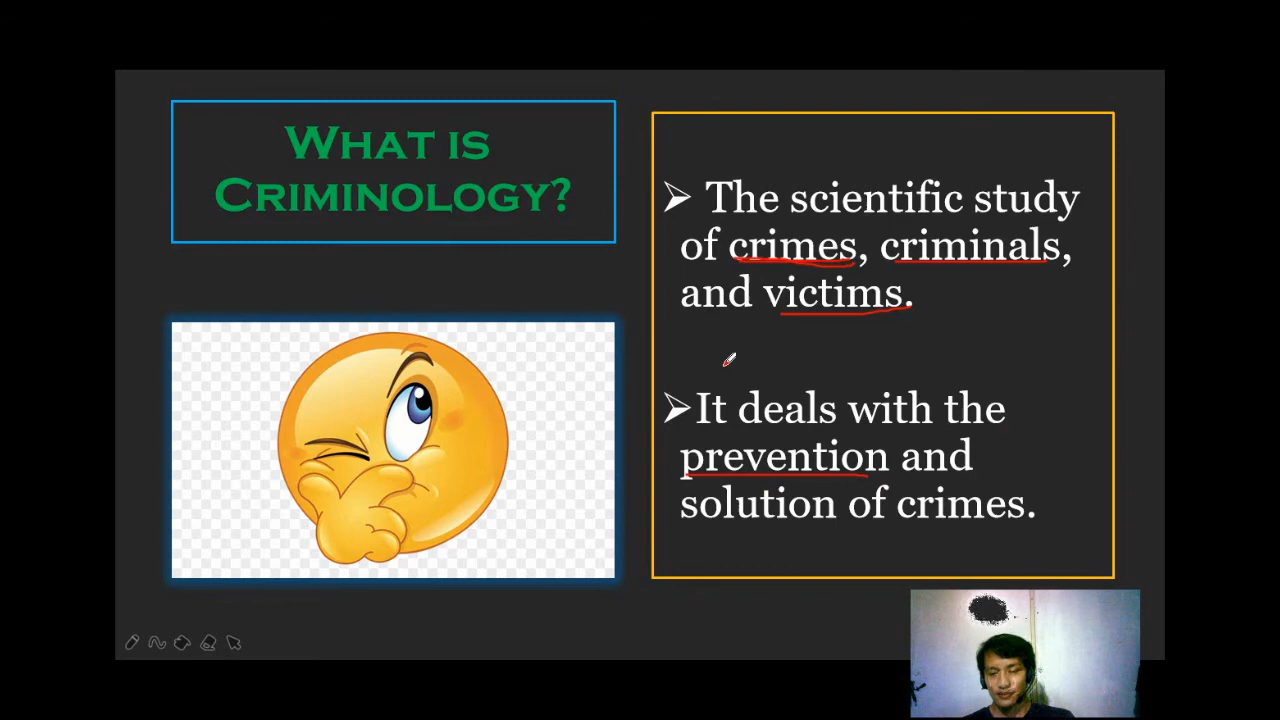 WHAT IS
CRIMINOLOGY?
➢ The scientific study
of crimes, criminals,
and victims.
➢It deals with the
prevention and
solution of crimes.